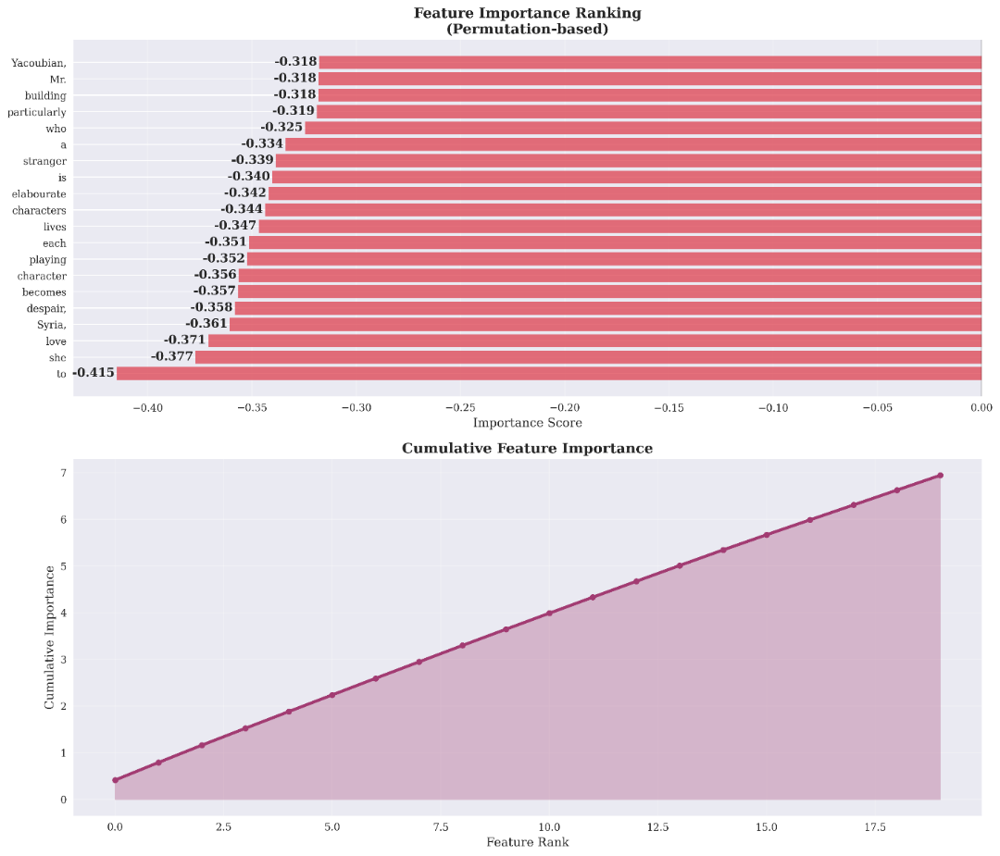 Feature Importance Ranking
(Permutation-based)
Yacoubian, -0.318
Mr. -0.318
building -0.318
particularly -0.319
who -0.325
a -0.334
stranger -0.339
is -0.340
elabourate -0.342
characters -0.344
lives -0.347
each -0.351
playing -0.352
character -0.356
becomes -0.357
despair, -0.358
Syria, -0.361
love -0.371
she -0.377
to -0.415
−0.40 −0.35 −0.30 −0.25 −0.20 −0.15 −0.10 −0.05 0.00
Importance Score
Cumulative Feature Importance
7
6
5
4
3
2
1
0
Cumulative Importance
0.0 2.5 5.0 7.5 10.0 12.5 15.0 17.5
Feature Rank